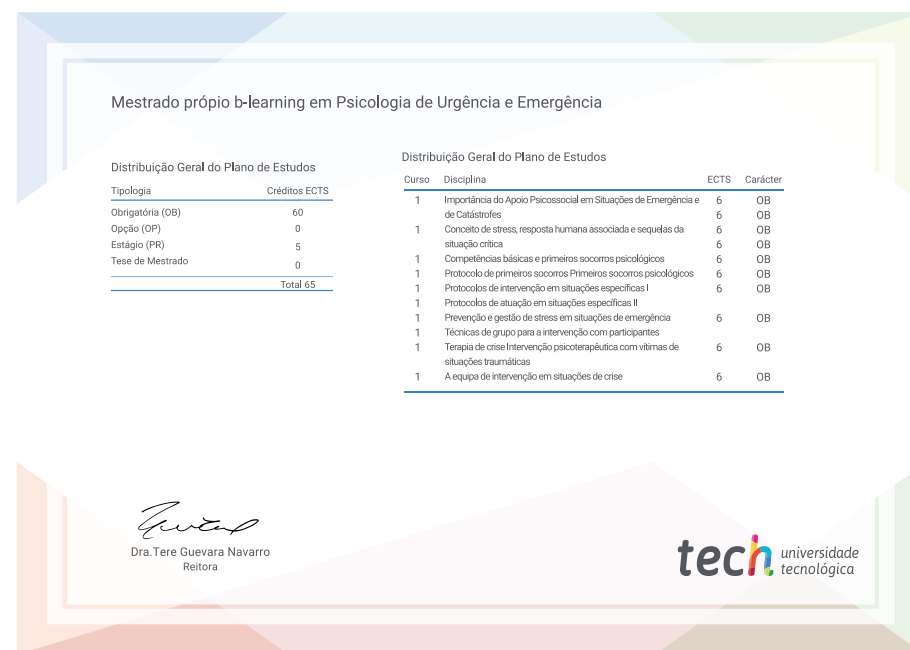 Mestrado própio b-learning em Psicologia de Urgência e Emergência
Distribuição Geral do Plano de Estudos
Tipologia Créditos ECTS
Obrigatória (OB) 60
Opção (OP) 0
Estágio (PR) 5
Tese de Mestrado 0
Total 65
Distribuição Geral do Plano de Estudos
Curso Disciplina ECTS Carácter
1 Importância do Apoio Psicossocial em Situações de Emergência e 6 OB
de Catástrofes 6 OB
1 Conceito de stress, resposta humana associada e sequelas da 6 OB
situação crítica 6 OB
1 Competências básicas e primeiros socorros psicológicos 6 OB
1 Protocolo de primeiros socorros Primeiros socorros psicológicos 6 OB
1 Protocolos de intervenção em situações específicas I 6 OB
1 Protocolos de atuação em situações específicas II
1 Prevenção e gestão de stress em situações de emergência 6 OB
1 Técnicas de grupo para a intervenção com participantes
1 Terapia de crise Intervenção psicoterapêutica com vítimas de 6 OB
situações traumáticas
1 A equipa de intervenção em situações de crise 6 OB
Dra.Tere Guevara Navarro
Reitora
tech universidade
tecnológica